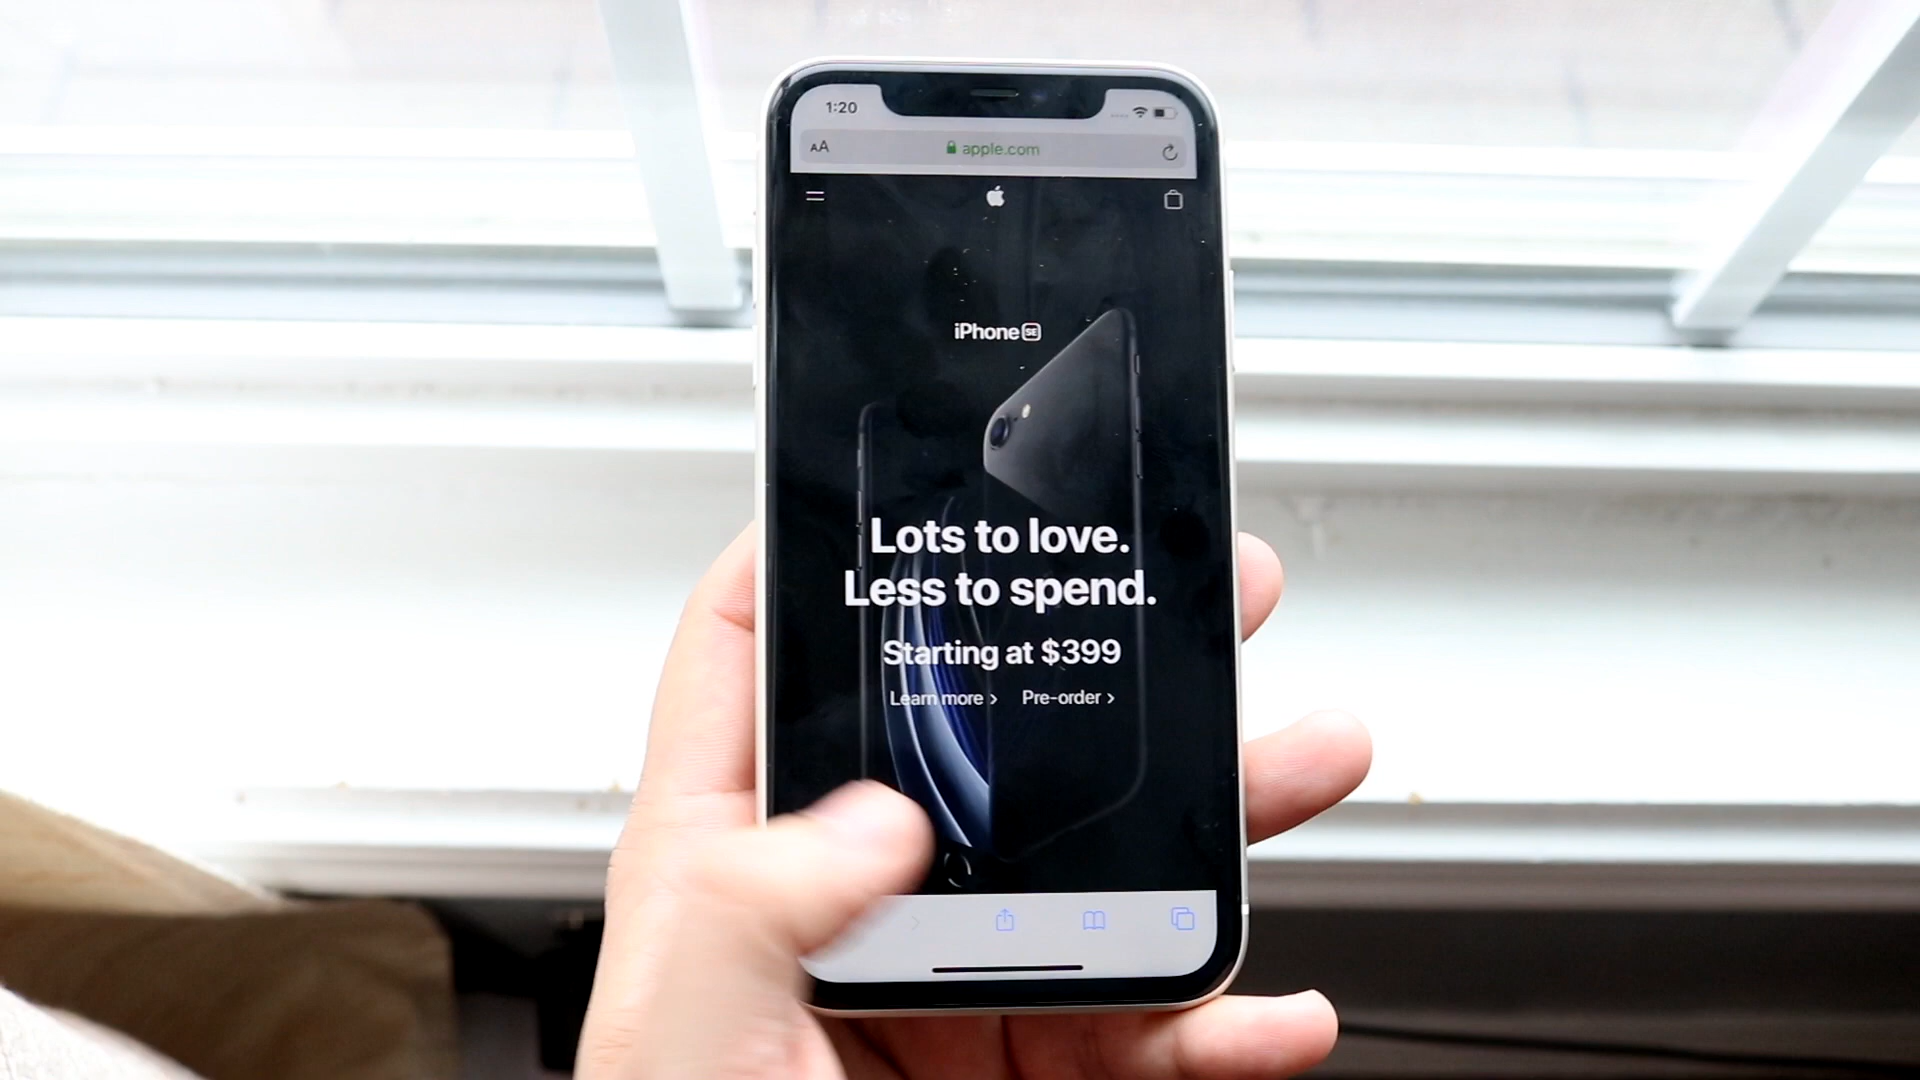 1:20
AA apple.com
iPhone SE
Lots to love.
Less to spend.
Starting at $399
Learn more > Pre-order >